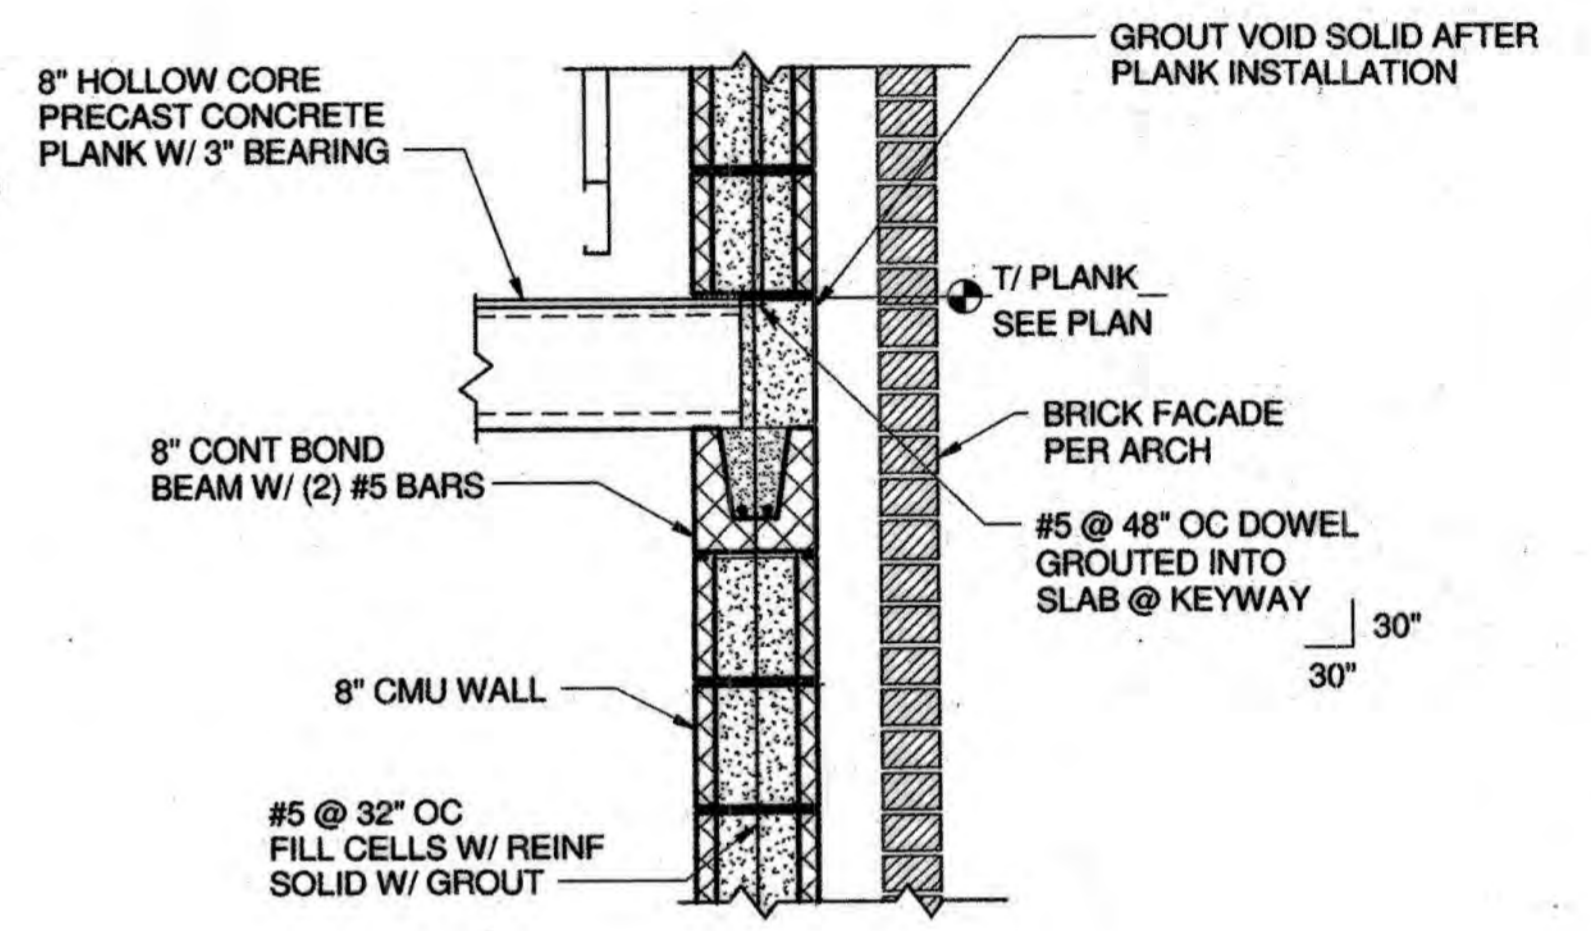 8" HOLLOW CORE
PRECAST CONCRETE
PLANK W/ 3" BEARING
GROUT VOID SOLID AFTER
PLANK INSTALLATION
T/ PLANK
SEE PLAN
BRICK FACADE
PER ARCH
8" CONT BOND
BEAM W/ (2) #5 BARS
#5 @ 48" OC DOWEL
GROUTED INTO
SLAB @ KEYWAY
30"
30"
8" CMU WALL
#5 @ 32" OC
FILL CELLS W/ REINF
SOLID W/ GROUT